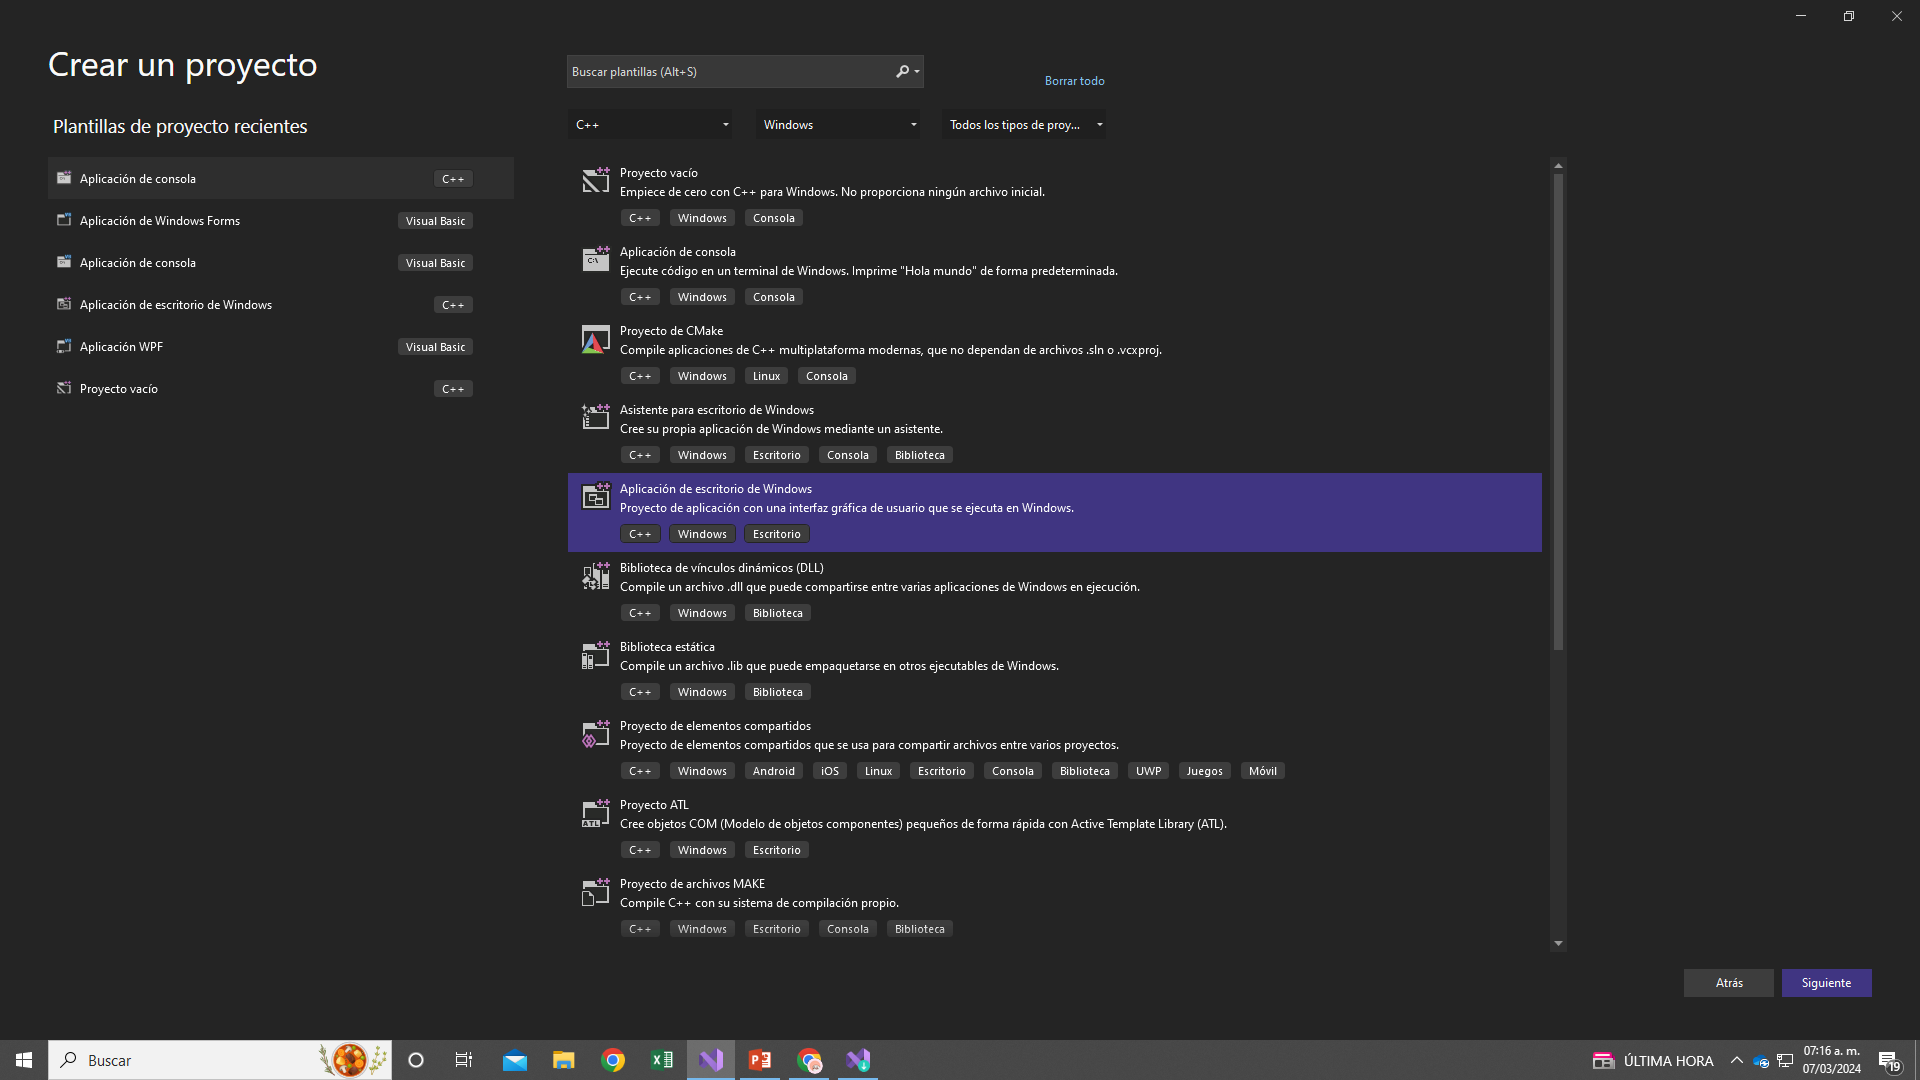 Crear un proyecto
Plantillas de proyecto recientes
Aplicación de consola C++
Aplicación de Windows Forms Visual Basic
Aplicación de consola Visual Basic
Aplicación de escritorio de Windows C++
Aplicación WPF Visual Basic
Proyecto vacío C++
Buscar plantillas (Alt+S)
Borrar todo
C++ Windows Todos los tipos de proy...
Proyecto vacío
Empiece de cero con C++ para Windows. No proporciona ningún archivo inicial.
C++ Windows Consola
Aplicación de consola
Ejecute código en un terminal de Windows. Imprime "Hola mundo" de forma predeterminada.
C++ Windows Consola
Proyecto de CMake
Compile aplicaciones de C++ multiplataforma modernas, que no dependan de archivos .sln o .vcxproj.
C++ Windows Linux Consola
Asistente para escritorio de Windows
Cree su propia aplicación de Windows mediante un asistente.
C++ Windows Escritorio Consola Biblioteca
Aplicación de escritorio de Windows
Proyecto de aplicación con una interfaz gráfica de usuario que se ejecuta en Windows.
C++ Windows Escritorio
Biblioteca de vínculos dinámicos (DLL)
Compile un archivo .dll que puede compartirse entre varias aplicaciones de Windows en ejecución.
C++ Windows Biblioteca
Biblioteca estática
Compile un archivo .lib que puede empaquetarse en otros ejecutables de Windows.
C++ Windows Biblioteca
Proyecto de elementos compartidos
Proyecto de elementos compartidos que se usa para compartir archivos entre varios proyectos.
C++ Windows Android iOS Linux Escritorio Consola Biblioteca UWP Juegos Móvil
Proyecto ATL
Cree objetos COM (Modelo de objetos componentes) pequeños de forma rápida con Active Template Library (ATL).
C++ Windows Escritorio
Proyecto de archivos MAKE
Compile C++ con su sistema de compilación propio.
C++ Windows Escritorio Consola Biblioteca
Atrás Siguiente
Buscar
ÚLTIMA HORA
07:16 a. m.
07/03/2024
19